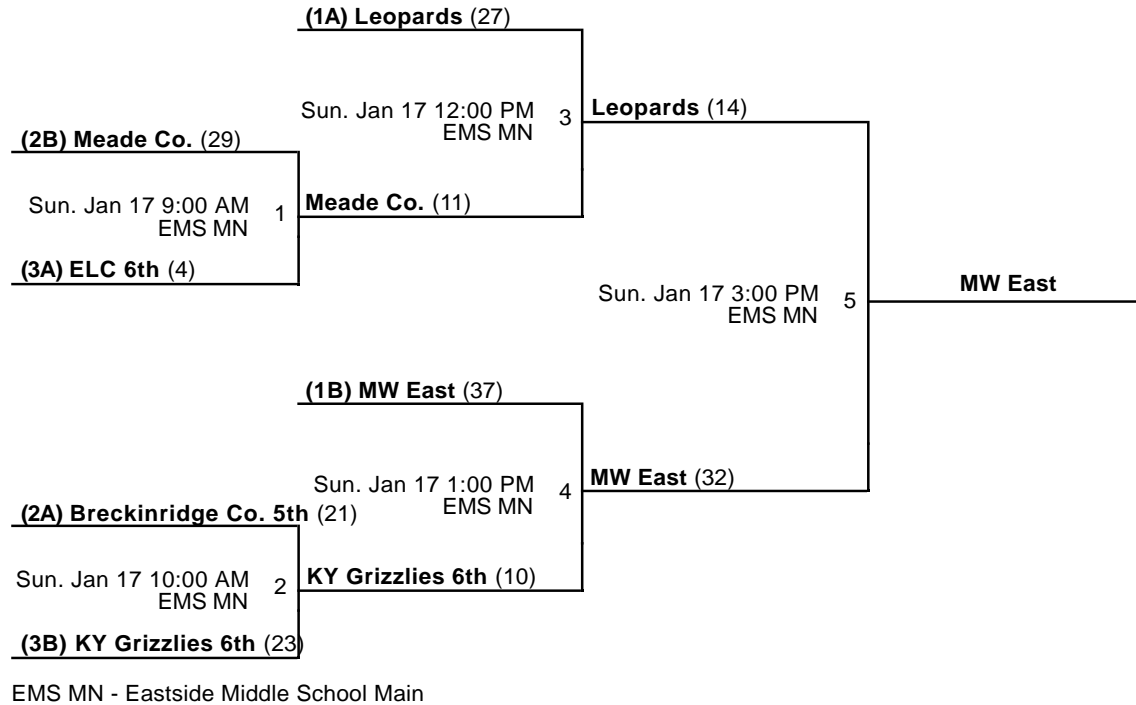 (1A) Leopards (27)
Sun. Jan 17 12:00 PM
EMS MN
3
Leopards (14)
(2B) Meade Co. (29)
Sun. Jan 17 9:00 AM
EMS MN
1
Meade Co. (11)
(3A) ELC 6th (4)
Sun. Jan 17 3:00 PM
EMS MN
5
MW East
(1B) MW East (37)
Sun. Jan 17 1:00 PM
EMS MN
4
MW East (32)
(2A) Breckinridge Co. 5th (21)
Sun. Jan 17 10:00 AM
EMS MN
2
KY Grizzlies 6th (10)
(3B) KY Grizzlies 6th (23)
EMS MN - Eastside Middle School Main